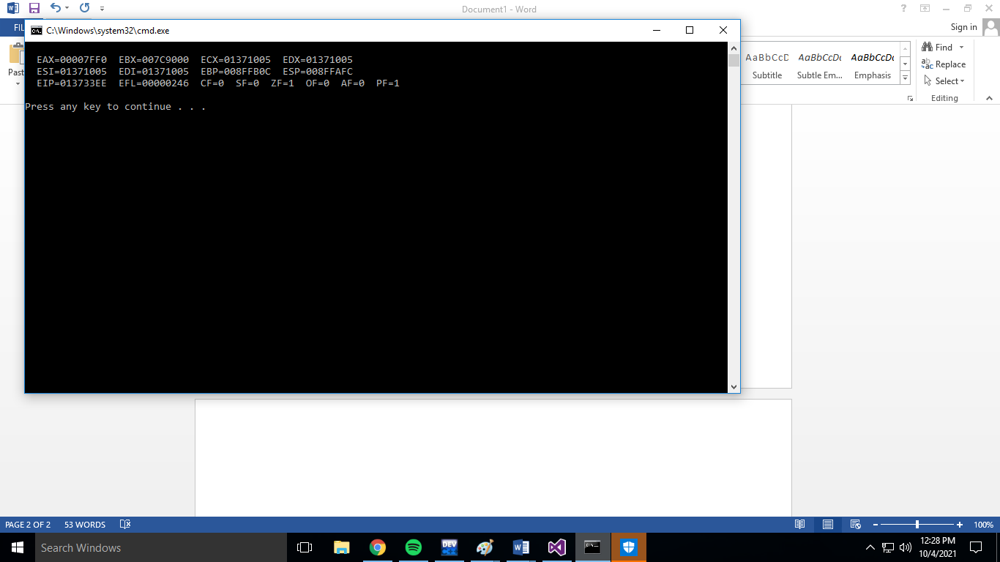 Document1 - Word
?
FIL
C:\Windows\system32\cmd.exe
Sign in
EAX=00007FF0 EBX=007C9000 ECX=01371005 EDX=01371005
ESI=01371005 EDI=01371005 EBP=008FFB0C ESP=008FFAFC
EIP=013733EE EFL=00000246 CF=0 SF=0 ZF=1 OF=0 AF=0 PF=1
Press any key to continue . . .
Past
AaBbCcD AaBbCcDc AaBbCcDc
Subtitle Subtle Em... Emphasis
Find
Replace
Select
Editing
PAGE 2 OF 2 53 WORDS
100%
Search Windows
DEV
12:28 PM
10/4/2021